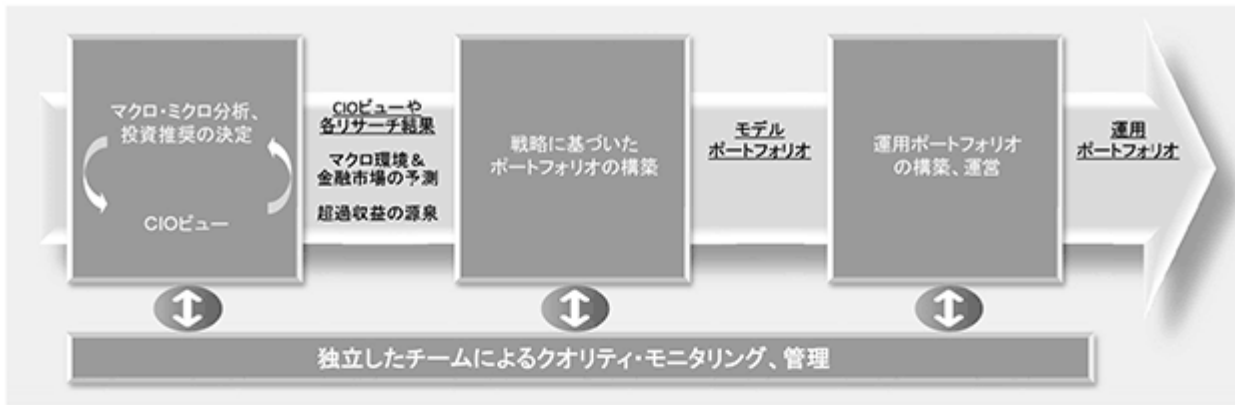 マクロ・ミクロ分析、
投資推奨の決定
CIOビュー
CIOビューや
各リサーチ結果
マクロ環境＆
金融市場の予測
超過収益の源泉
戦略に基づいた
ポートフォリオの構築
モデル
ポートフォリオ
運用ポートフォリオ
の構築、運営
運用
ポートフォリオ
独立したチームによるクオリティ・モニタリング、管理